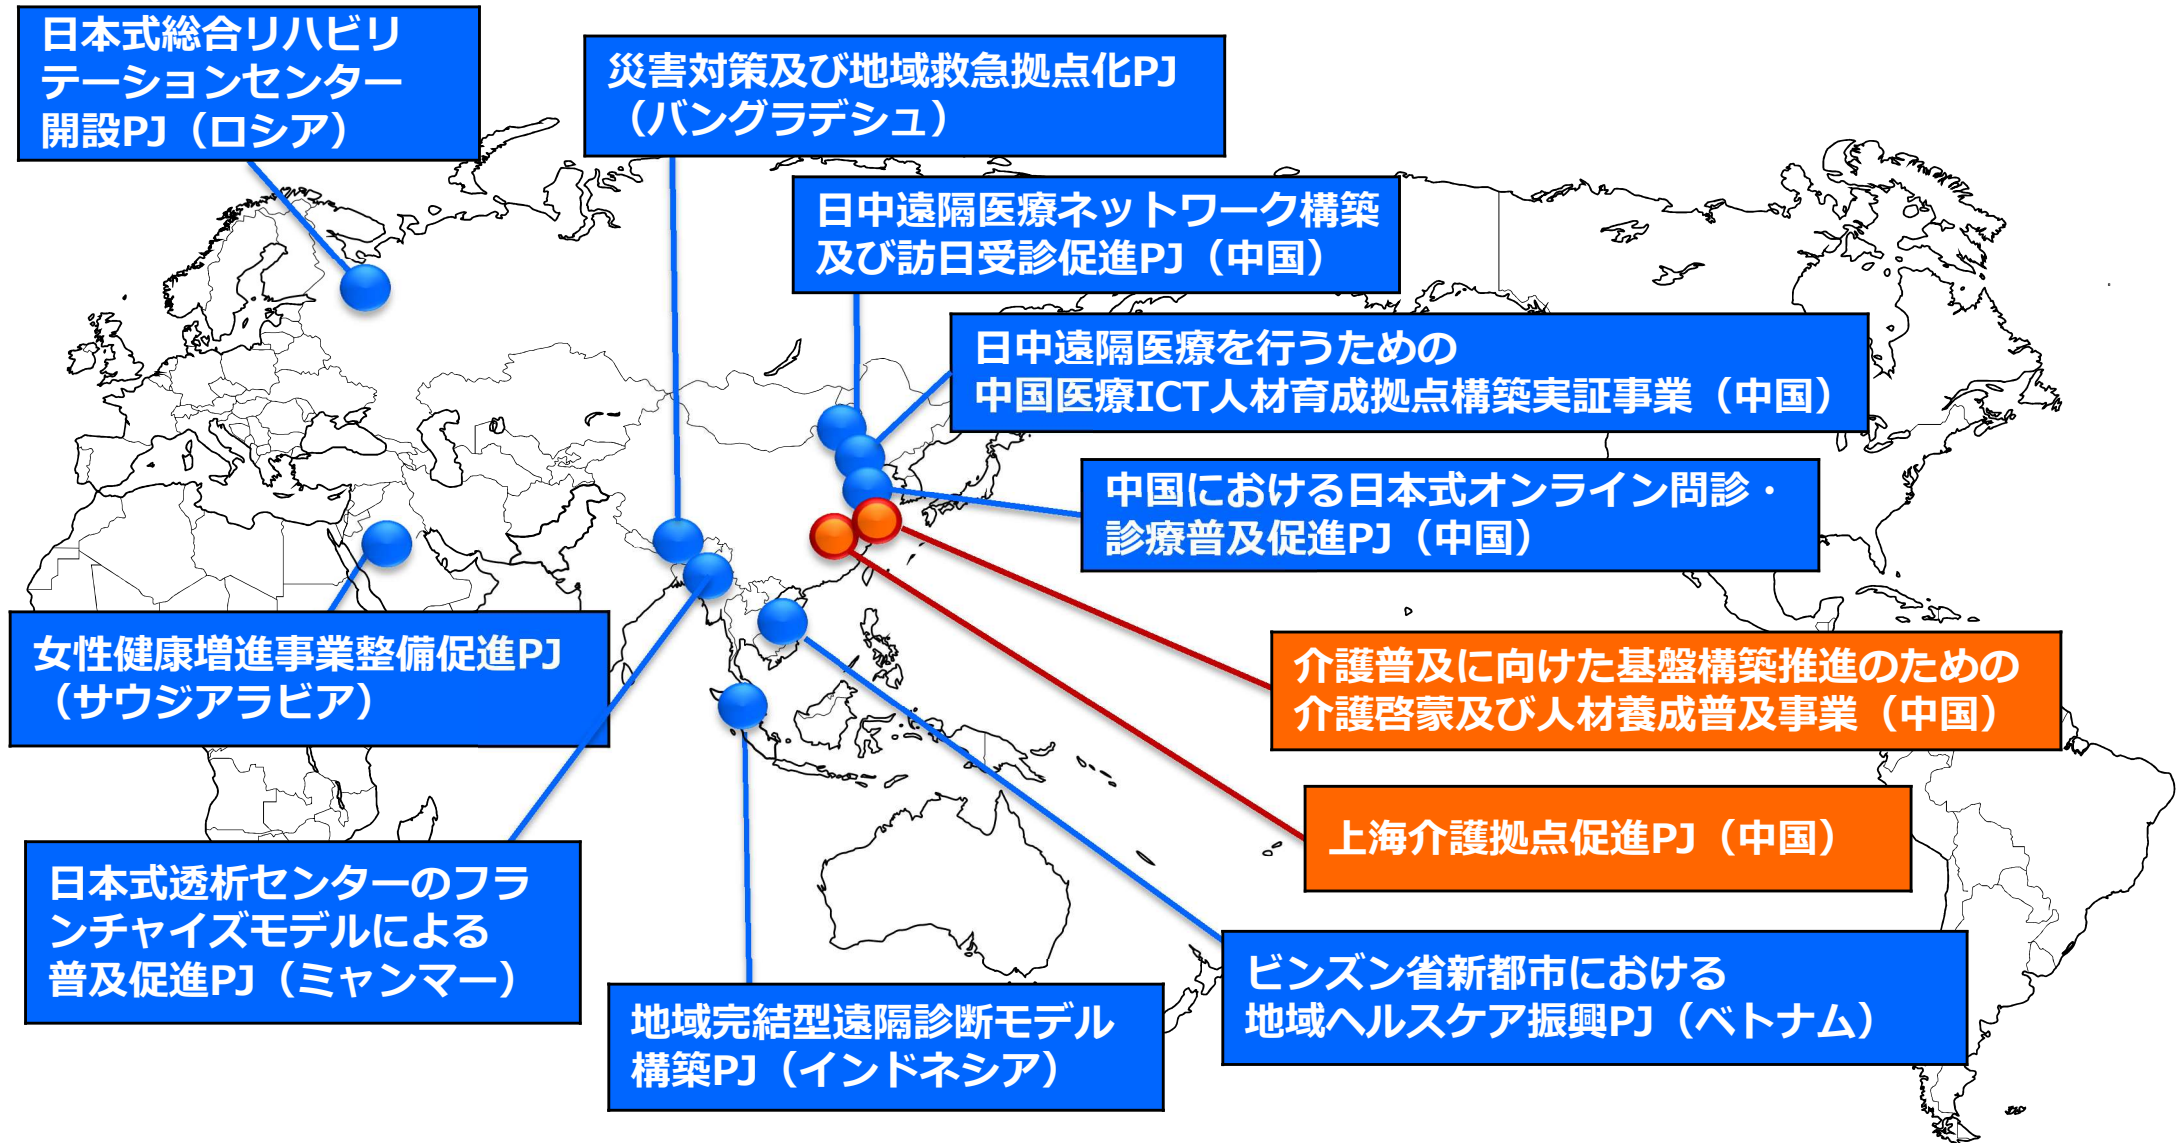 日本式総合リハビリ
テーションセンター
開設PJ（ロシア）
災害対策及び地域救急拠点化PJ
（バングラデシュ）
日中遠隔医療ネットワーク構築
及び訪日受診促進PJ（中国）
日中遠隔医療を行うための
中国医療ICT人材育成拠点構築実証事業（中国）
中国における日本式オンライン問診・
診療普及促進PJ（中国）
女性健康増進事業整備促進PJ
（サウジアラビア）
介護普及に向けた基盤構築推進のための
介護啓蒙及び人材養成普及事業（中国）
上海介護拠点促進PJ（中国）
日本式透析センターのフラ
ンチャイズモデルによる
普及促進PJ（ミャンマー）
地域完結型遠隔診断モデル
構築PJ（インドネシア）
ビンズン省新都市における
地域ヘルスケア振興PJ（ベトナム）